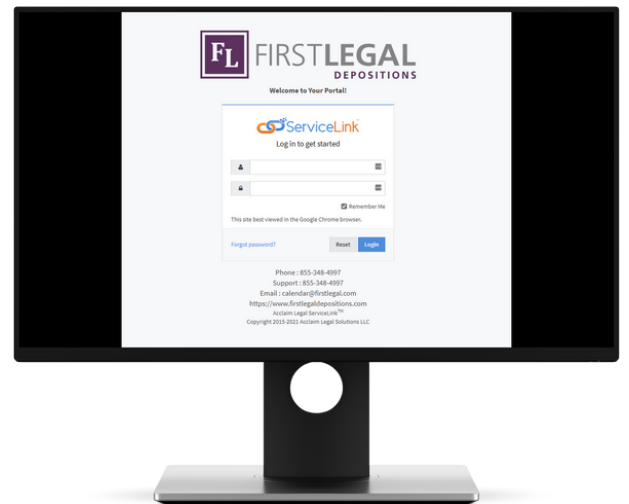 FL FIRSTLEGAL
DEPOSITIONS
Welcome to Your Portal!
ServiceLink
Log in to get started
Remember Me
This site best viewed in the Google Chrome browser.
Forgot password? Reset Login
Phone : 855-348-4997
Support : 855-348-4997
Email : calendar@firstlegal.com
https://www.firstlegaldepositions.com
Acclaim Legal ServiceLink™
Copyright 2015-2021 Acclaim Legal Solutions LLC